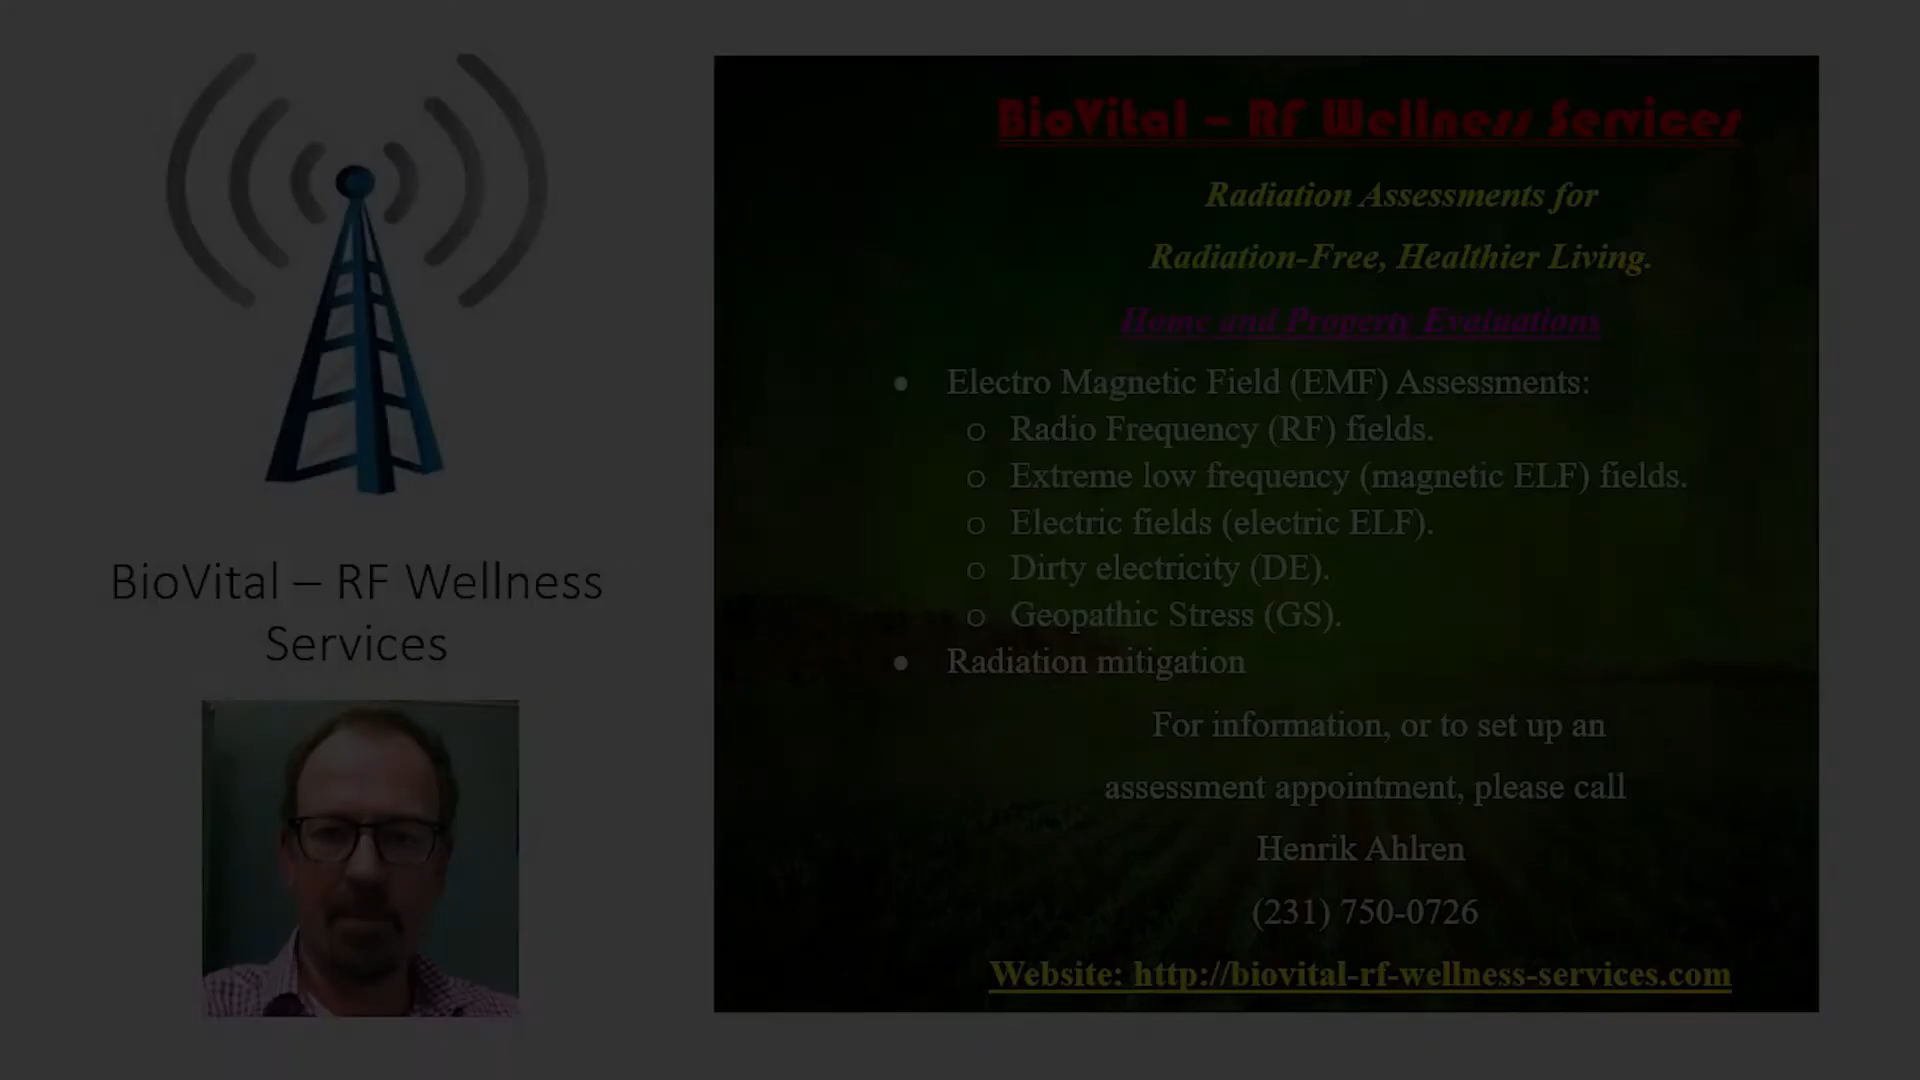 BioVital – RF Wellness
Services
BioVital – RF Wellness Services
Radiation Assessments for
Radiation-Free, Healthier Living.
Home and Property Evaluations
● Electro Magnetic Field (EMF) Assessments:
o Radio Frequency (RF) fields.
o Extreme low frequency (magnetic ELF) fields.
o Electric fields (electric ELF).
o Dirty electricity (DE).
o Geopathic Stress (GS).
● Radiation mitigation
For information, or to set up an
assessment appointment, please call
Henrik Ahlren
(231) 750-0726
Website: http://biovital-rf-wellness-services.com